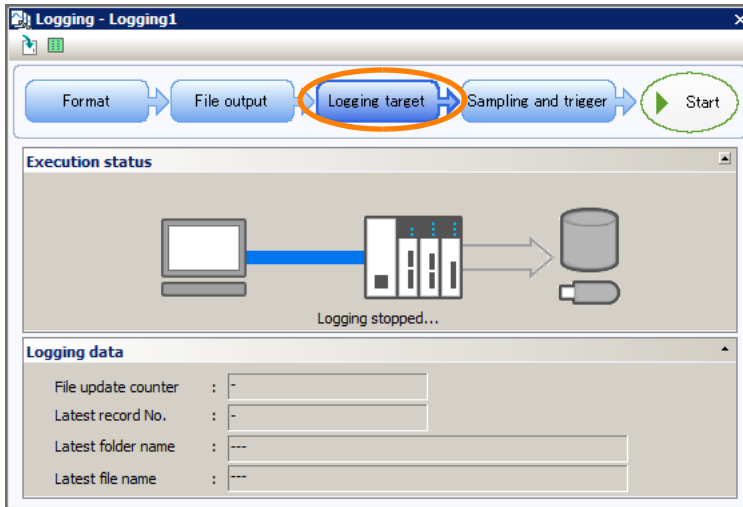 Logging - Logging1
Format File output Logging target Sampling and trigger Start
Execution status
Logging stopped...
Logging data
File update counter : -
Latest record No. : -
Latest folder name : ---
Latest file name : ---